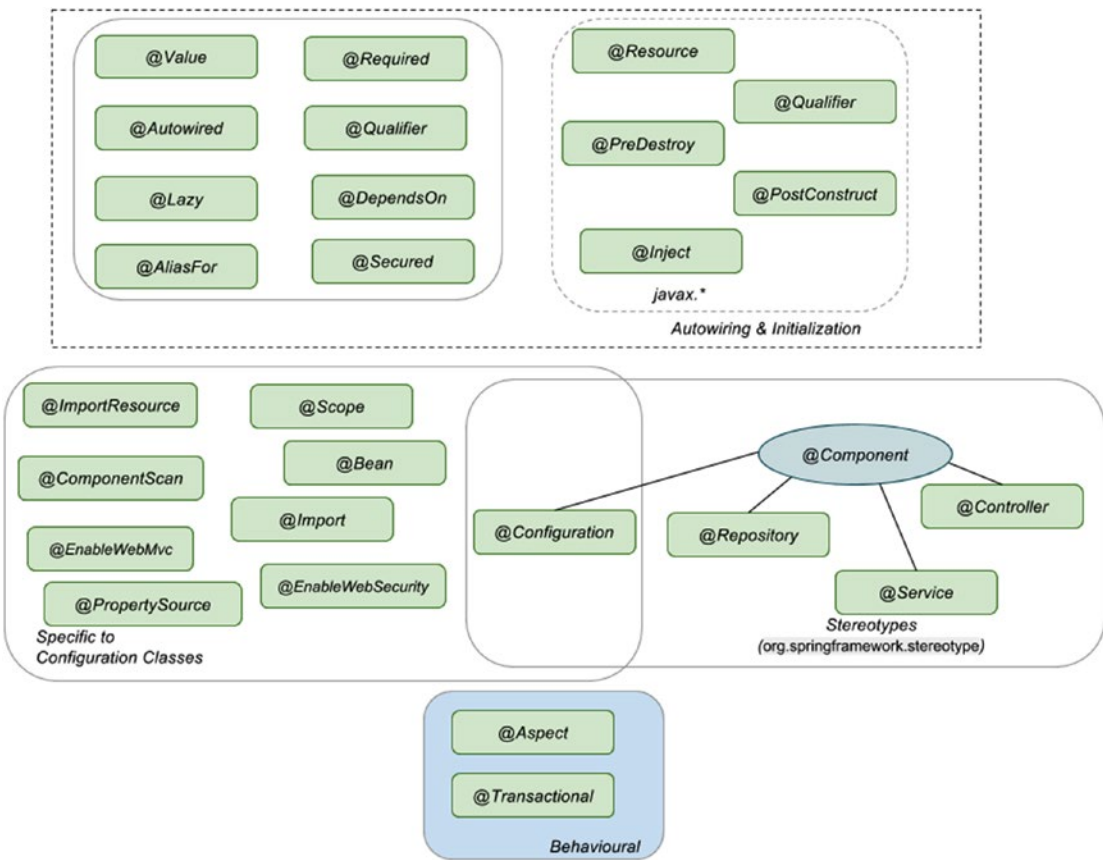 @Value
@Required
@Autowired
@Qualifier
@Lazy
@DependsOn
@AliasFor
@Secured
@Resource
@Qualifier
@PreDestroy
@PostConstruct
@Inject
javax.*
Autowiring & Initialization
@ImportResource
@Scope
@Bean
@ComponentScan
@Import
@EnableWebMvc
@EnableWebSecurity
@PropertySource
Specific to
Configuration Classes
@Configuration
@Component
@Controller
@Repository
@Service
Stereotypes
(org.springframework.stereotype)
@Aspect
@Transactional
Behavioural